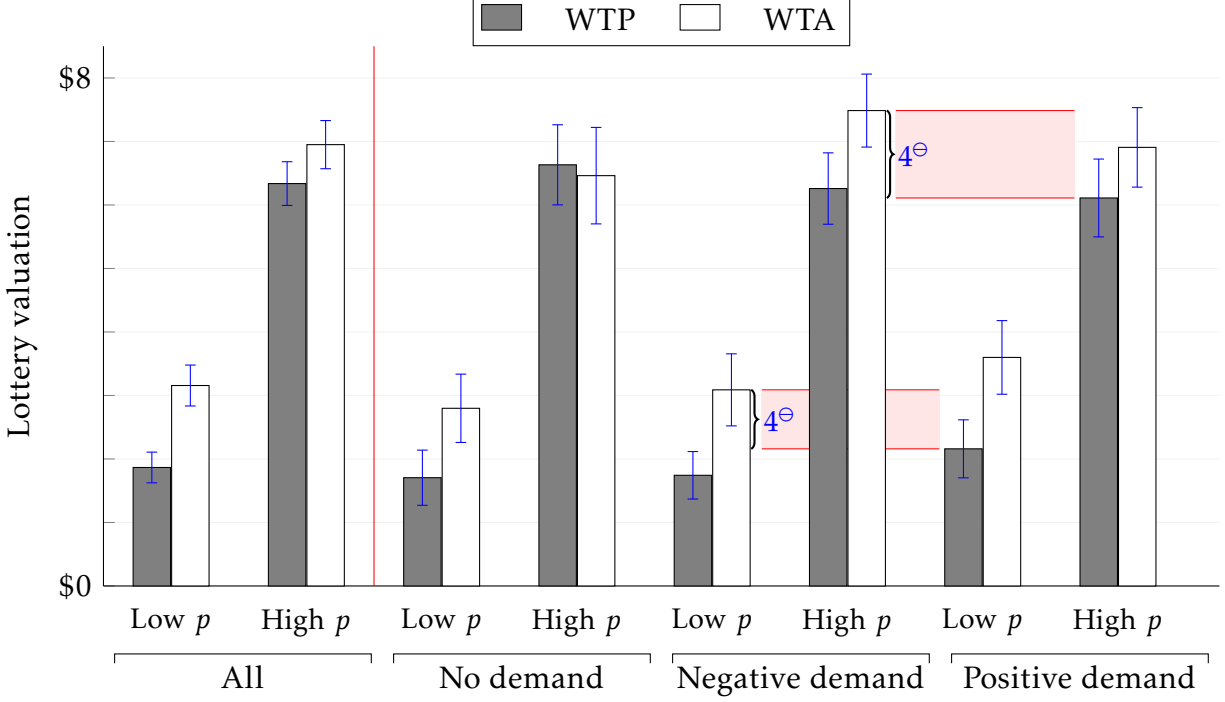 WTP WTA
$8
4⊖
Lottery valuation
4⊖
$0
Low p High p Low p High p Low p High p Low p High p
All No demand Negative demand Positive demand